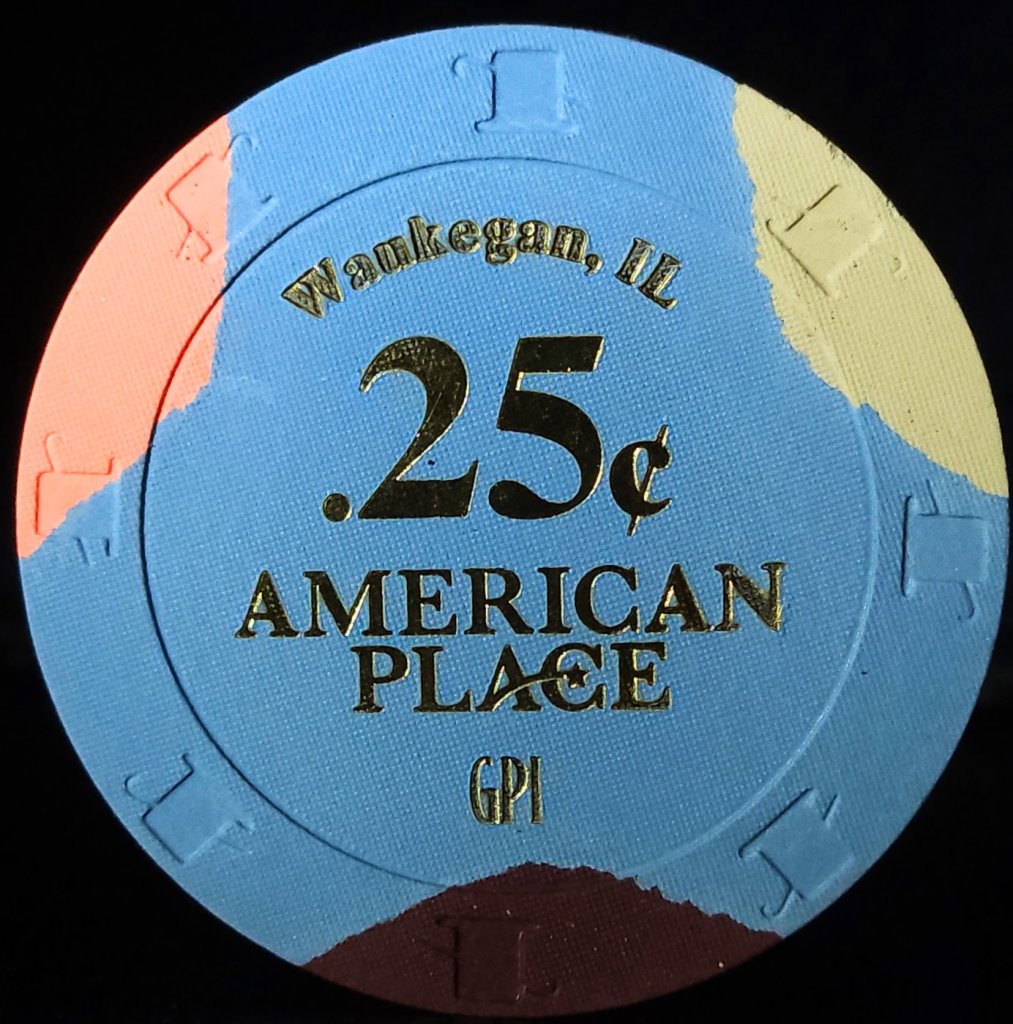 Waukegan, IL
.25¢
AMERICAN
PLACE
GPI